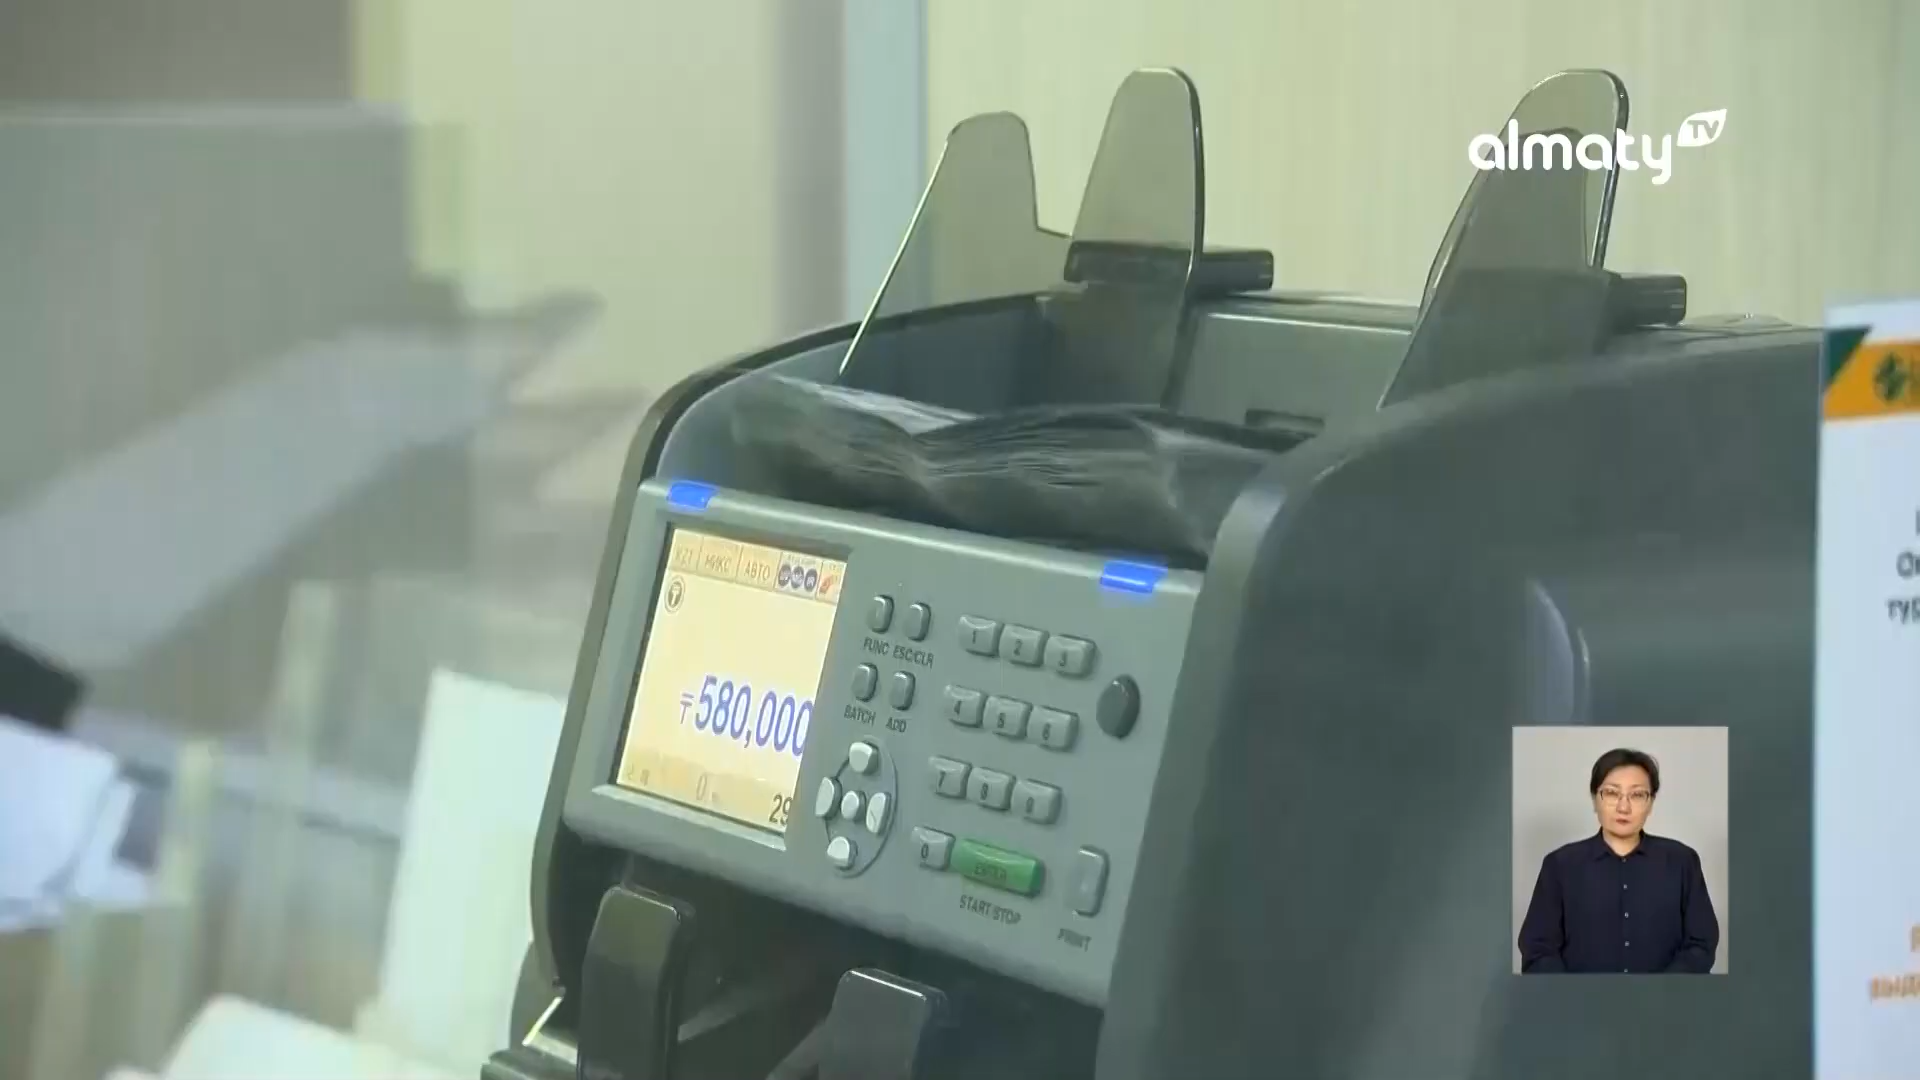 almaty TV
KZT МИКС АВТО
₸580,000
0
29
FUNC ESC/CLR
BATCH ADD
1 2 3
4 5 6
7 8 9
0 ENTER
START/STOP
PRINT